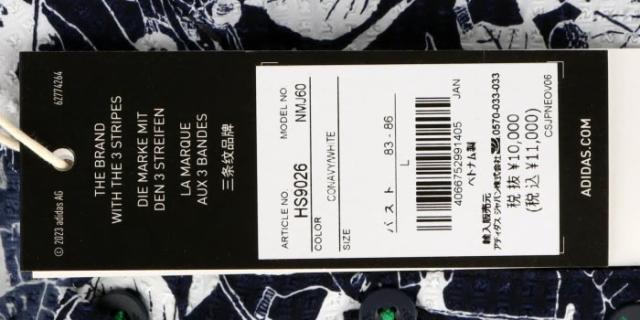 62774264
THE BRAND
WITH THE 3 STRIPES
DIE MARKE MIT
DEN 3 STREIFEN
LA MARQUE
AUX 3 BANDES
三条纹品牌
© 2023 adidas AG
ARTICLE NO.
MODEL NO.
HS9026
NMJ60
COLOR
CONAVY/WHITE
SIZE
バスト 83 - 86
L
JAN
4066752991405
ベトナム製
輸入販売元
アディダス ジャパン株式会社 0570-033-033
税抜 ¥10,000
(税込 ¥11,000)
CSJPNEOV06
ADIDAS.COM